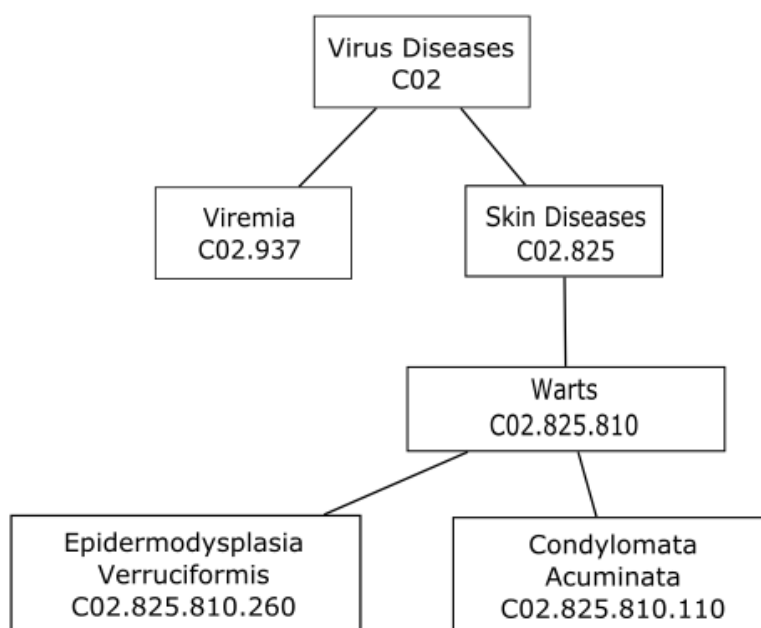 Virus Diseases
C02
Viremia
C02.937
Skin Diseases
C02.825
Warts
C02.825.810
Epidermodysplasia
Verruciformis
C02.825.810.260
Condylomata
Acuminata
C02.825.810.110